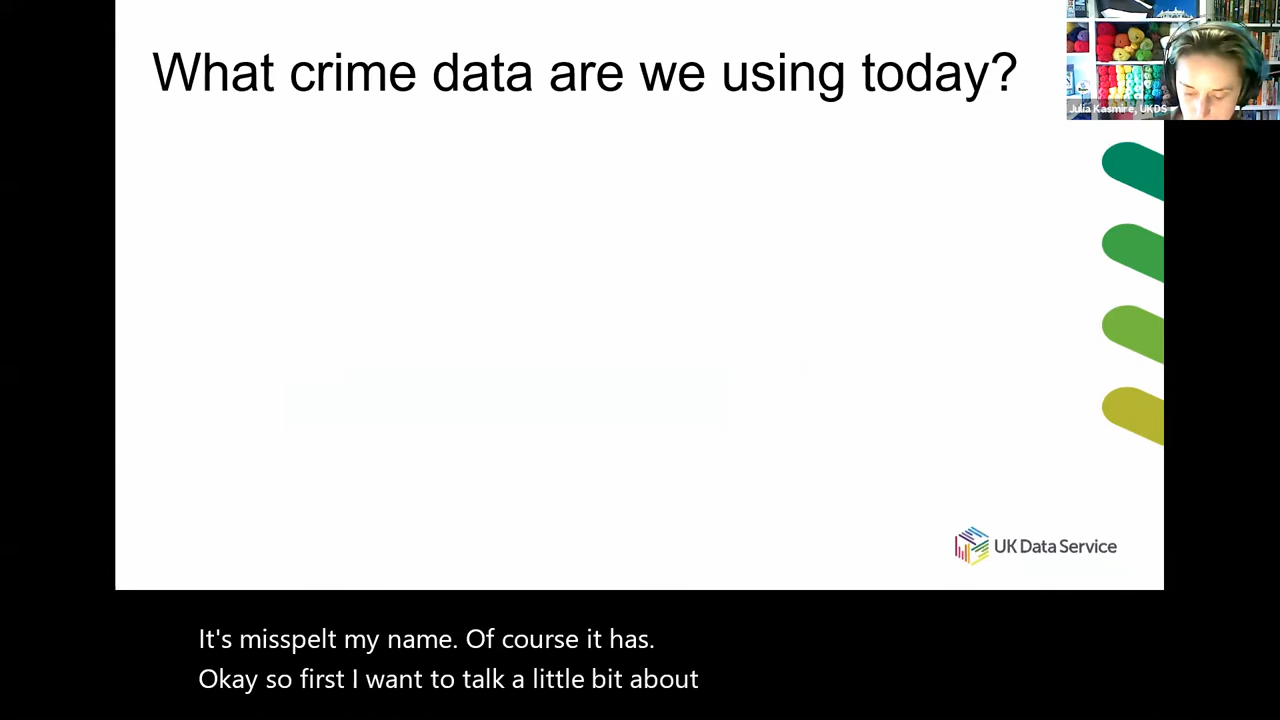 What crime data are we using today?
Julia Kasmire, UKDS
UK Data Service
It's misspelt my name. Of course it has.
Okay so first I want to talk a little bit about